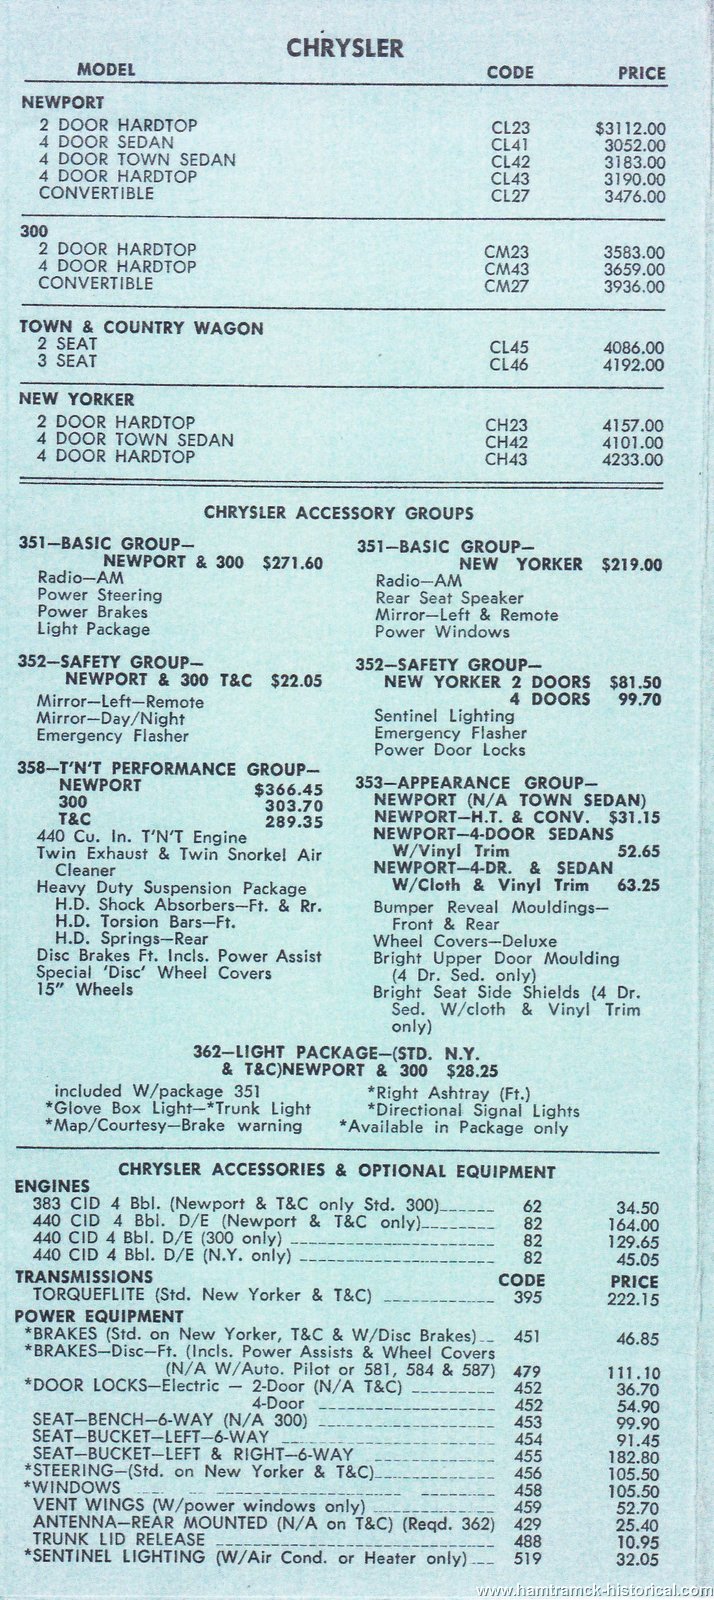 CHRYSLER
MODEL CODE PRICE
NEWPORT
2 DOOR HARDTOP CL23 $3112.00
4 DOOR SEDAN CL41 3052.00
4 DOOR TOWN SEDAN CL42 3183.00
4 DOOR HARDTOP CL43 3190.00
CONVERTIBLE CL27 3476.00
300
2 DOOR HARDTOP CM23 3583.00
4 DOOR HARDTOP CM43 3659.00
CONVERTIBLE CM27 3936.00
TOWN & COUNTRY WAGON
2 SEAT CL45 4086.00
3 SEAT CL46 4192.00
NEW YORKER
2 DOOR HARDTOP CH23 4157.00
4 DOOR TOWN SEDAN CH42 4101.00
4 DOOR HARDTOP CH43 4233.00
CHRYSLER ACCESSORY GROUPS
351—BASIC GROUP—
NEWPORT & 300 $271.60
Radio—AM
Power Steering
Power Brakes
Light Package
352—SAFETY GROUP—
NEWPORT & 300 T&C $22.05
Mirror—Left—Remote
Mirror—Day/Night
Emergency Flasher
358—T'N'T PERFORMANCE GROUP—
NEWPORT $366.45
300 303.70
T&C 289.35
440 Cu. In. T'N'T Engine
Twin Exhaust & Twin Snorkel Air
Cleaner
Heavy Duty Suspension Package
H.D. Shock Absorbers—Ft. & Rr.
H.D. Torsion Bars—Ft.
H.D. Springs—Rear
Disc Brakes Ft. Incls. Power Assist
Special 'Disc' Wheel Covers
15" Wheels
351—BASIC GROUP—
NEW YORKER $219.00
Radio—AM
Rear Seat Speaker
Mirror—Left & Remote
Power Windows
352—SAFETY GROUP—
NEW YORKER 2 DOORS $81.50
4 DOORS 99.70
Sentinel Lighting
Emergency Flasher
Power Door Locks
353—APPEARANCE GROUP—
NEWPORT (N/A TOWN SEDAN)
NEWPORT—H.T. & CONV. $31.15
NEWPORT—4-DOOR SEDANS
W/Vinyl Trim 52.65
NEWPORT—4-DR. & SEDAN
W/Cloth & Vinyl Trim 63.25
Bumper Reveal Mouldings—
Front & Rear
Wheel Covers—Deluxe
Bright Upper Door Moulding
(4 Dr. Sed. only)
Bright Seat Side Shields (4 Dr.
Sed. W/cloth & Vinyl Trim
only)
362—LIGHT PACKAGE—(STD. N.Y.
& T&C)NEWPORT & 300 $28.25
included W/package 351 *Right Ashtray (Ft.)
*Glove Box Light—*Trunk Light *Directional Signal Lights
*Map/Courtesy—Brake warning *Available in Package only
CHRYSLER ACCESSORIES & OPTIONAL EQUIPMENT
ENGINES
383 CID 4 Bbl. (Newport & T&C only Std. 300) 62 34.50
440 CID 4 Bbl. D/E (Newport & T&C only) 82 164.00
440 CID 4 Bbl. D/E (300 only) 82 129.65
440 CID 4 Bbl. D/E (N.Y. only) 82 45.05
TRANSMISSIONS CODE PRICE
TORQUEFLITE (Std. New Yorker & T&C) 395 222.15
POWER EQUIPMENT
*BRAKES (Std. on New Yorker, T&C & W/Disc Brakes) 451 46.85
*BRAKES—Disc—Ft. (Incls. Power Assists & Wheel Covers
(N/A W/Auto. Pilot or 581, 584 & 587) 479 111.10
*DOOR LOCKS—Electric — 2-Door (N/A T&C) 452 36.70
4-Door 452 54.90
SEAT—BENCH—6-WAY (N/A 300) 453 99.90
SEAT—BUCKET—LEFT—6-WAY 454 91.45
SEAT—BUCKET—LEFT & RIGHT—6-WAY 455 182.80
*STEERING—(Std. on New Yorker & T&C) 456 105.50
*WINDOWS 458 105.50
VENT WINGS (W/power windows only) 459 52.70
ANTENNA—REAR MOUNTED (N/A on T&C) (Reqd. 362) 429 25.40
TRUNK LID RELEASE 488 10.95
*SENTINEL LIGHTING (W/Air Cond. or Heater only) 519 32.05
www.hamtramck-historical.com